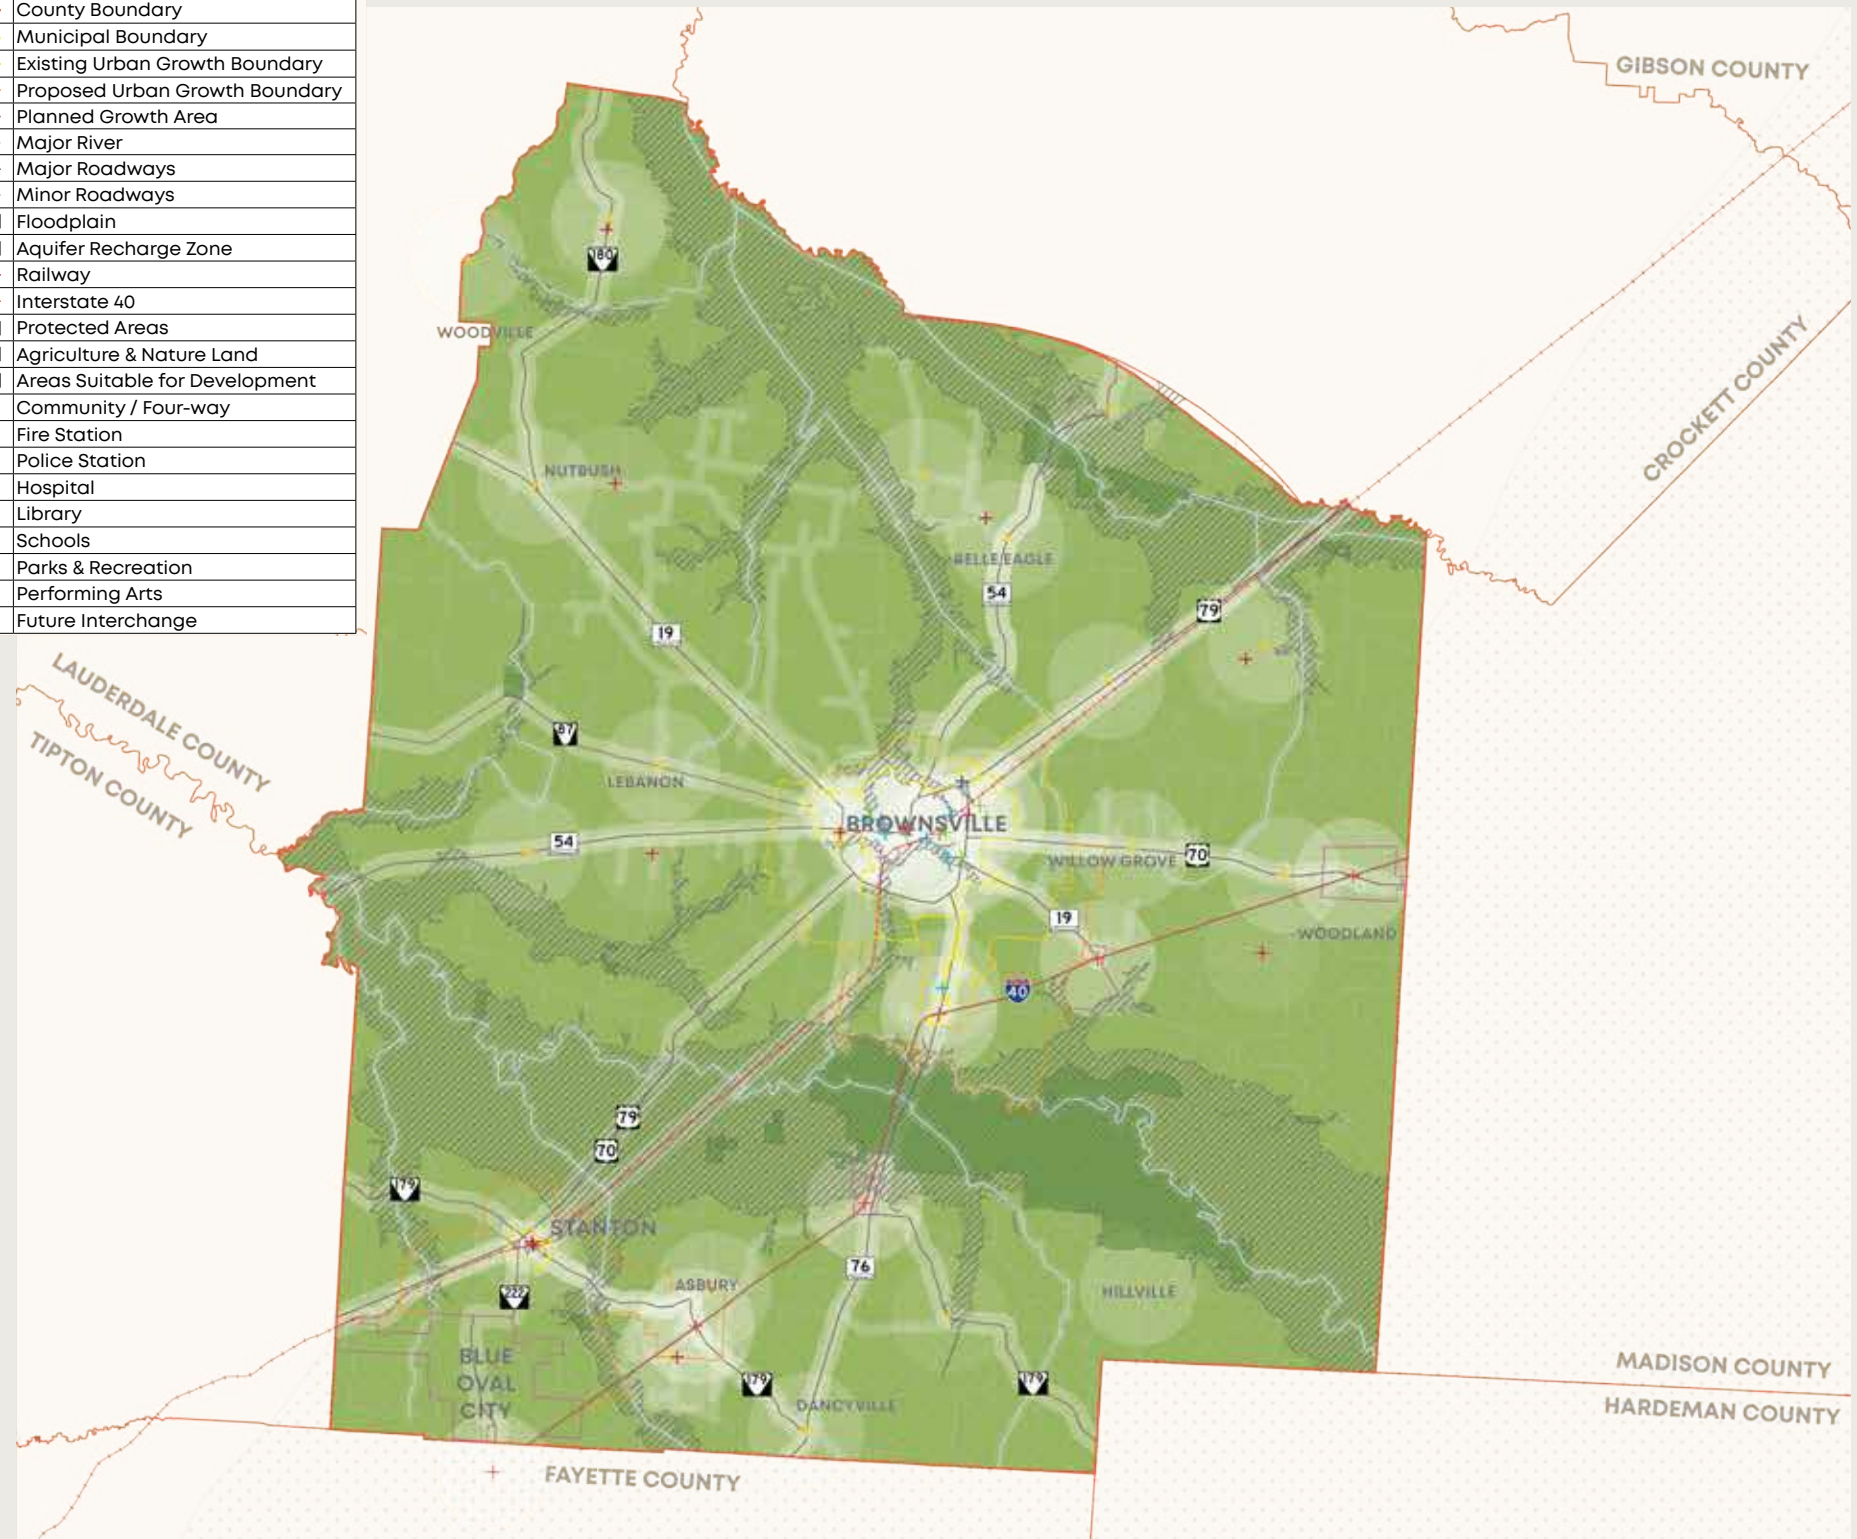 County Boundary
Municipal Boundary
Existing Urban Growth Boundary
Proposed Urban Growth Boundary
Planned Growth Area
Major River
Major Roadways
Minor Roadways
Floodplain
Aquifer Recharge Zone
Railway
Interstate 40
Protected Areas
Agriculture & Nature Land
Areas Suitable for Development
Community / Four-way
Fire Station
Police Station
Hospital
Library
Schools
Parks & Recreation
Performing Arts
Future Interchange
GIBSON COUNTY
CROCKETT COUNTY
180
WOODVILLE
NUTBUSH
BELLE EAGLE
54
79
19
LAUDERDALE COUNTY
TIPTON COUNTY
87
LEBANON
54
BROWNSVILLE
WILLOW GROVE
70
19
WOODLAND
40
79
70
179
STANTON
76
ASBURY
HILLVILLE
222
BLUE
OVAL
CITY
179
179
DANCYVILLE
MADISON COUNTY
HARDEMAN COUNTY
FAYETTE COUNTY